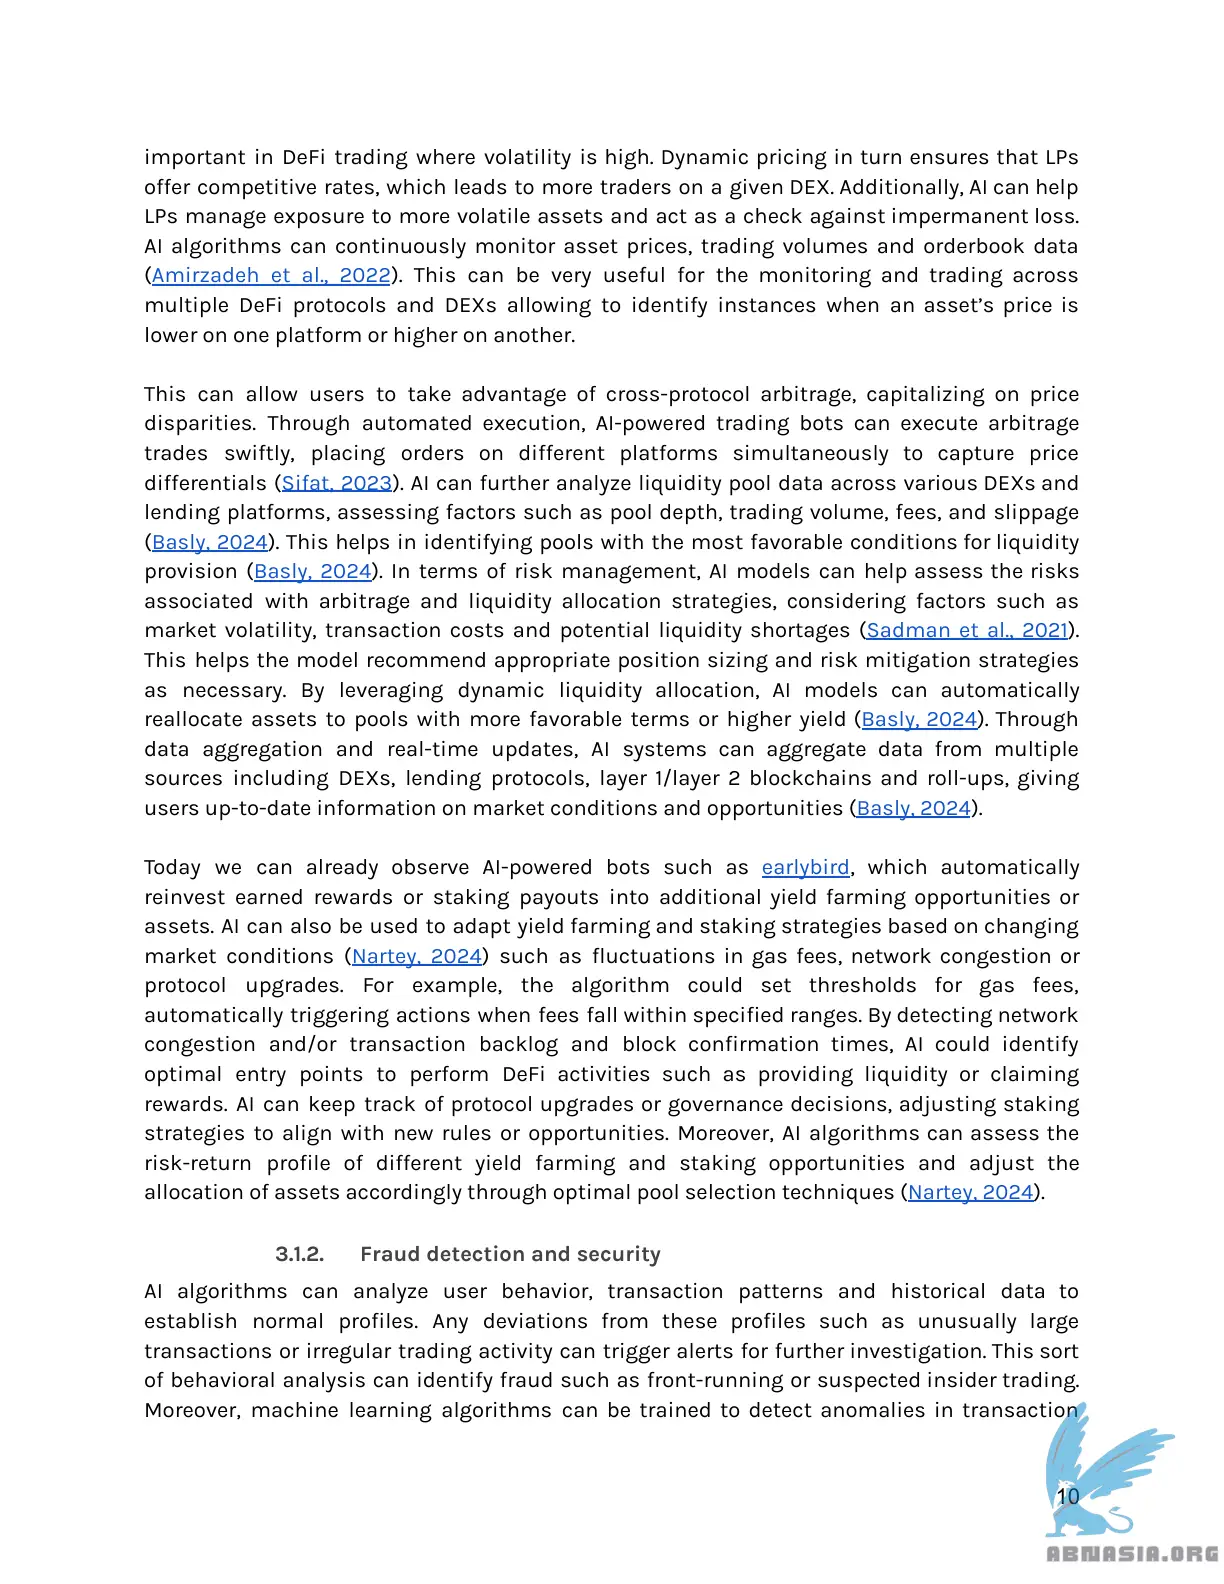 important in DeFi trading where volatility is high. Dynamic pricing in turn ensures that LPs
offer competitive rates, which leads to more traders on a given DEX. Additionally, AI can help
LPs manage exposure to more volatile assets and act as a check against impermanent loss.
AI algorithms can continuously monitor asset prices, trading volumes and orderbook data
(Amirzadeh et al., 2022). This can be very useful for the monitoring and trading across
multiple DeFi protocols and DEXs allowing to identify instances when an asset’s price is
lower on one platform or higher on another.
This can allow users to take advantage of cross-protocol arbitrage, capitalizing on price
disparities. Through automated execution, AI-powered trading bots can execute arbitrage
trades swiftly, placing orders on different platforms simultaneously to capture price
differentials (Sifat, 2023). AI can further analyze liquidity pool data across various DEXs and
lending platforms, assessing factors such as pool depth, trading volume, fees, and slippage
(Basly, 2024). This helps in identifying pools with the most favorable conditions for liquidity
provision (Basly, 2024). In terms of risk management, AI models can help assess the risks
associated with arbitrage and liquidity allocation strategies, considering factors such as
market volatility, transaction costs and potential liquidity shortages (Sadman et al., 2021).
This helps the model recommend appropriate position sizing and risk mitigation strategies
as necessary. By leveraging dynamic liquidity allocation, AI models can automatically
reallocate assets to pools with more favorable terms or higher yield (Basly, 2024). Through
data aggregation and real-time updates, AI systems can aggregate data from multiple
sources including DEXs, lending protocols, layer 1/layer 2 blockchains and roll-ups, giving
users up-to-date information on market conditions and opportunities (Basly, 2024).
Today we can already observe AI-powered bots such as earlybird, which automatically
reinvest earned rewards or staking payouts into additional yield farming opportunities or
assets. AI can also be used to adapt yield farming and staking strategies based on changing
market conditions (Nartey, 2024) such as fluctuations in gas fees, network congestion or
protocol upgrades. For example, the algorithm could set thresholds for gas fees,
automatically triggering actions when fees fall within specified ranges. By detecting network
congestion and/or transaction backlog and block confirmation times, AI could identify
optimal entry points to perform DeFi activities such as providing liquidity or claiming
rewards. AI can keep track of protocol upgrades or governance decisions, adjusting staking
strategies to align with new rules or opportunities. Moreover, AI algorithms can assess the
risk-return profile of different yield farming and staking opportunities and adjust the
allocation of assets accordingly through optimal pool selection techniques (Nartey, 2024).
3.1.2. Fraud detection and security
AI algorithms can analyze user behavior, transaction patterns and historical data to
establish normal profiles. Any deviations from these profiles such as unusually large
transactions or irregular trading activity can trigger alerts for further investigation. This sort
of behavioral analysis can identify fraud such as front-running or suspected insider trading.
Moreover, machine learning algorithms can be trained to detect anomalies in transaction
10
ABNASIA.ORG